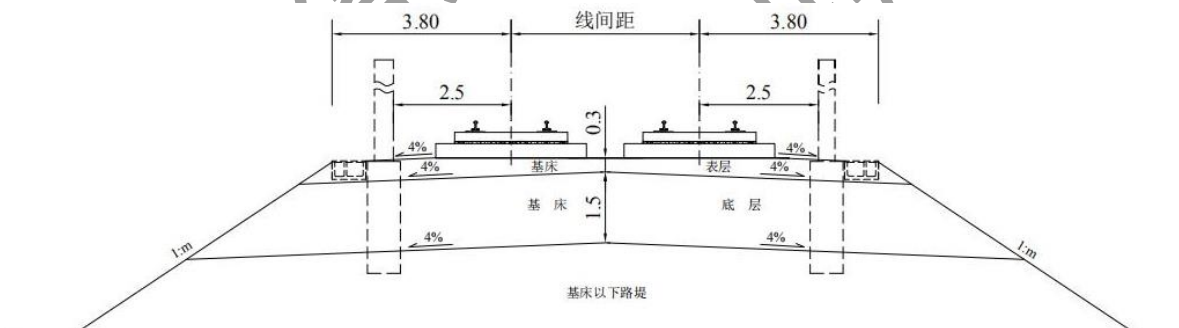 3.80 线间距 3.80
2.5 2.5
0.3
4% 4%
4% 基床 表层 4%
基床 底层
1.5
4% 4%
1:m 1:m
基床以下路堤